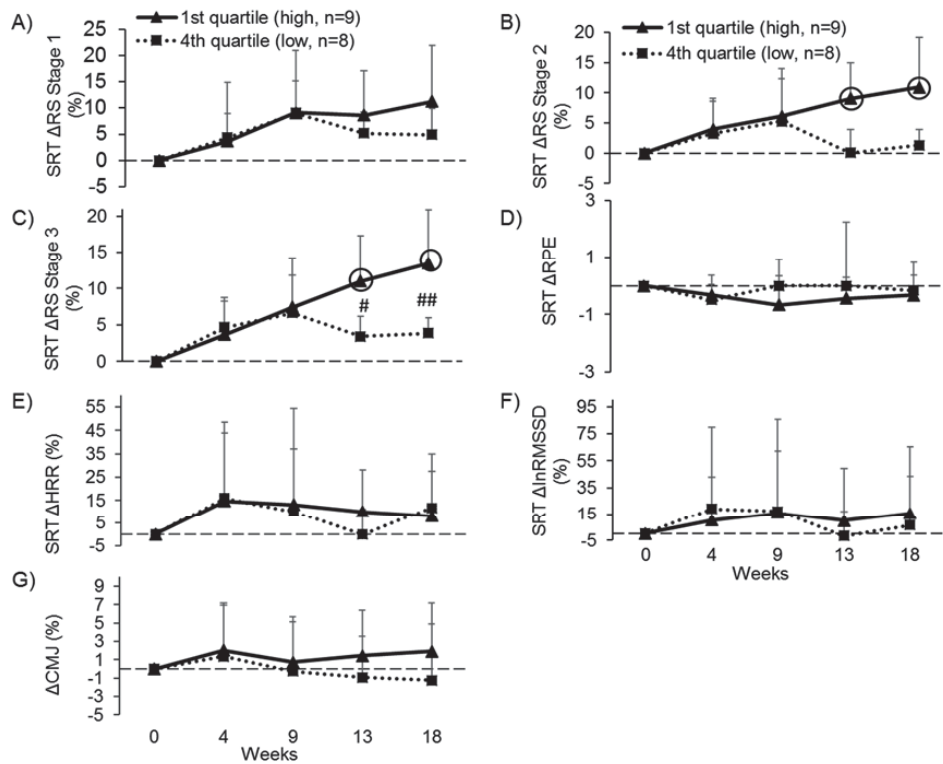 A)
1st quartile (high, n=9)
4th quartile (low, n=8)
SRT ΔRS Stage 1
(%)
25
20
15
10
5
0
-5
B)
1st quartile (high, n=9)
4th quartile (low, n=8)
SRT ΔRS Stage 2
(%)
20
15
10
5
0
-5
C)
SRT ΔRS Stage 3
(%)
20
15
10
5
0
#
##
D)
SRT ΔRPE
1
-1
-3
E)
SRT ΔHRR (%)
55
45
35
25
15
5
-5
F)
SRT ΔlnRMSSD
(%)
95
75
55
35
15
-5
0 4 9 13 18
Weeks
G)
ΔCMJ (%)
9
7
5
3
1
-1
-3
-5
0 4 9 13 18
Weeks